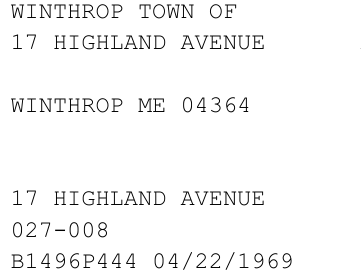 WINTHROP TOWN OF
17 HIGHLAND AVENUE
WINTHROP ME 04364
17 HIGHLAND AVENUE
027-008
B1496P444 04/22/1969